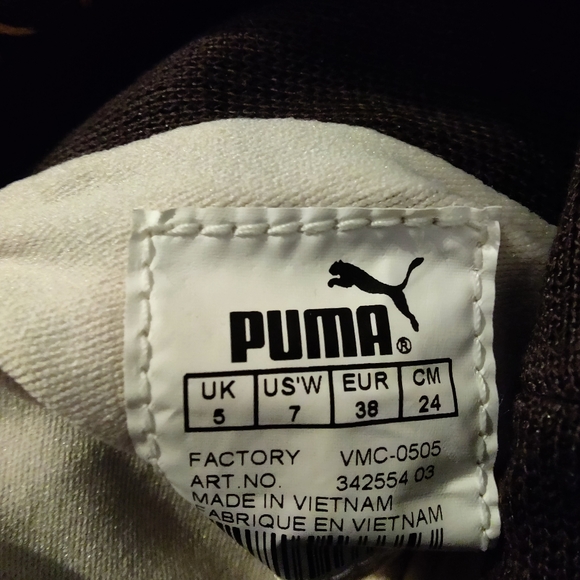 PUMA®
UK US'W EUR CM
5 7 38 24
FACTORY VMC-0505
ART.NO. 342554 03
MADE IN VIETNAM
FABRIQUE EN VIETNAM